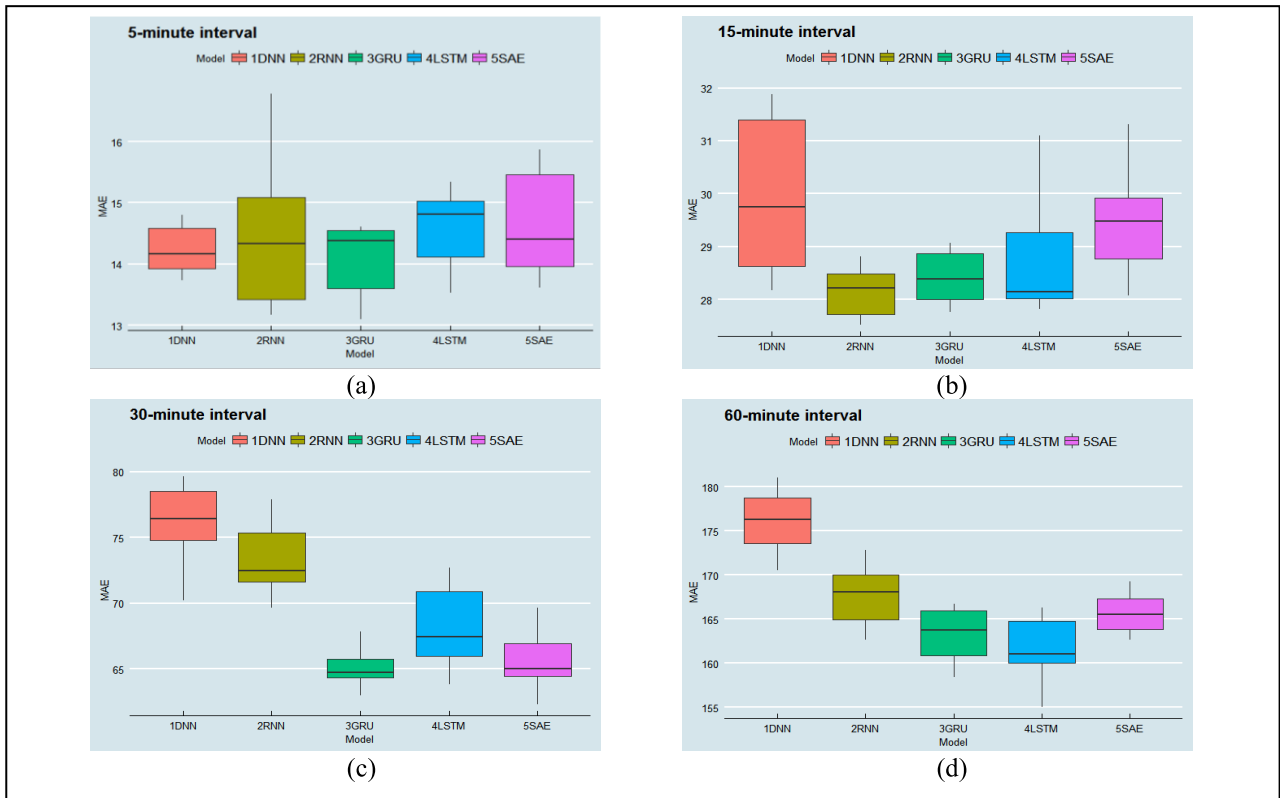 5-minute interval
Model 1DNN 2RNN 3GRU 4LSTM 5SAE
16
15
14
13
MAE
1DNN 2RNN 3GRU 4LSTM 5SAE
Model
(a)
15-minute interval
Model 1DNN 2RNN 3GRU 4LSTM 5SAE
32
31
30
29
28
MAE
1DNN 2RNN 3GRU 4LSTM 5SAE
Model
(b)
30-minute interval
Model 1DNN 2RNN 3GRU 4LSTM 5SAE
80
75
70
65
MAE
1DNN 2RNN 3GRU 4LSTM 5SAE
Model
(c)
60-minute interval
Model 1DNN 2RNN 3GRU 4LSTM 5SAE
180
175
170
165
160
155
MAE
1DNN 2RNN 3GRU 4LSTM 5SAE
Model
(d)